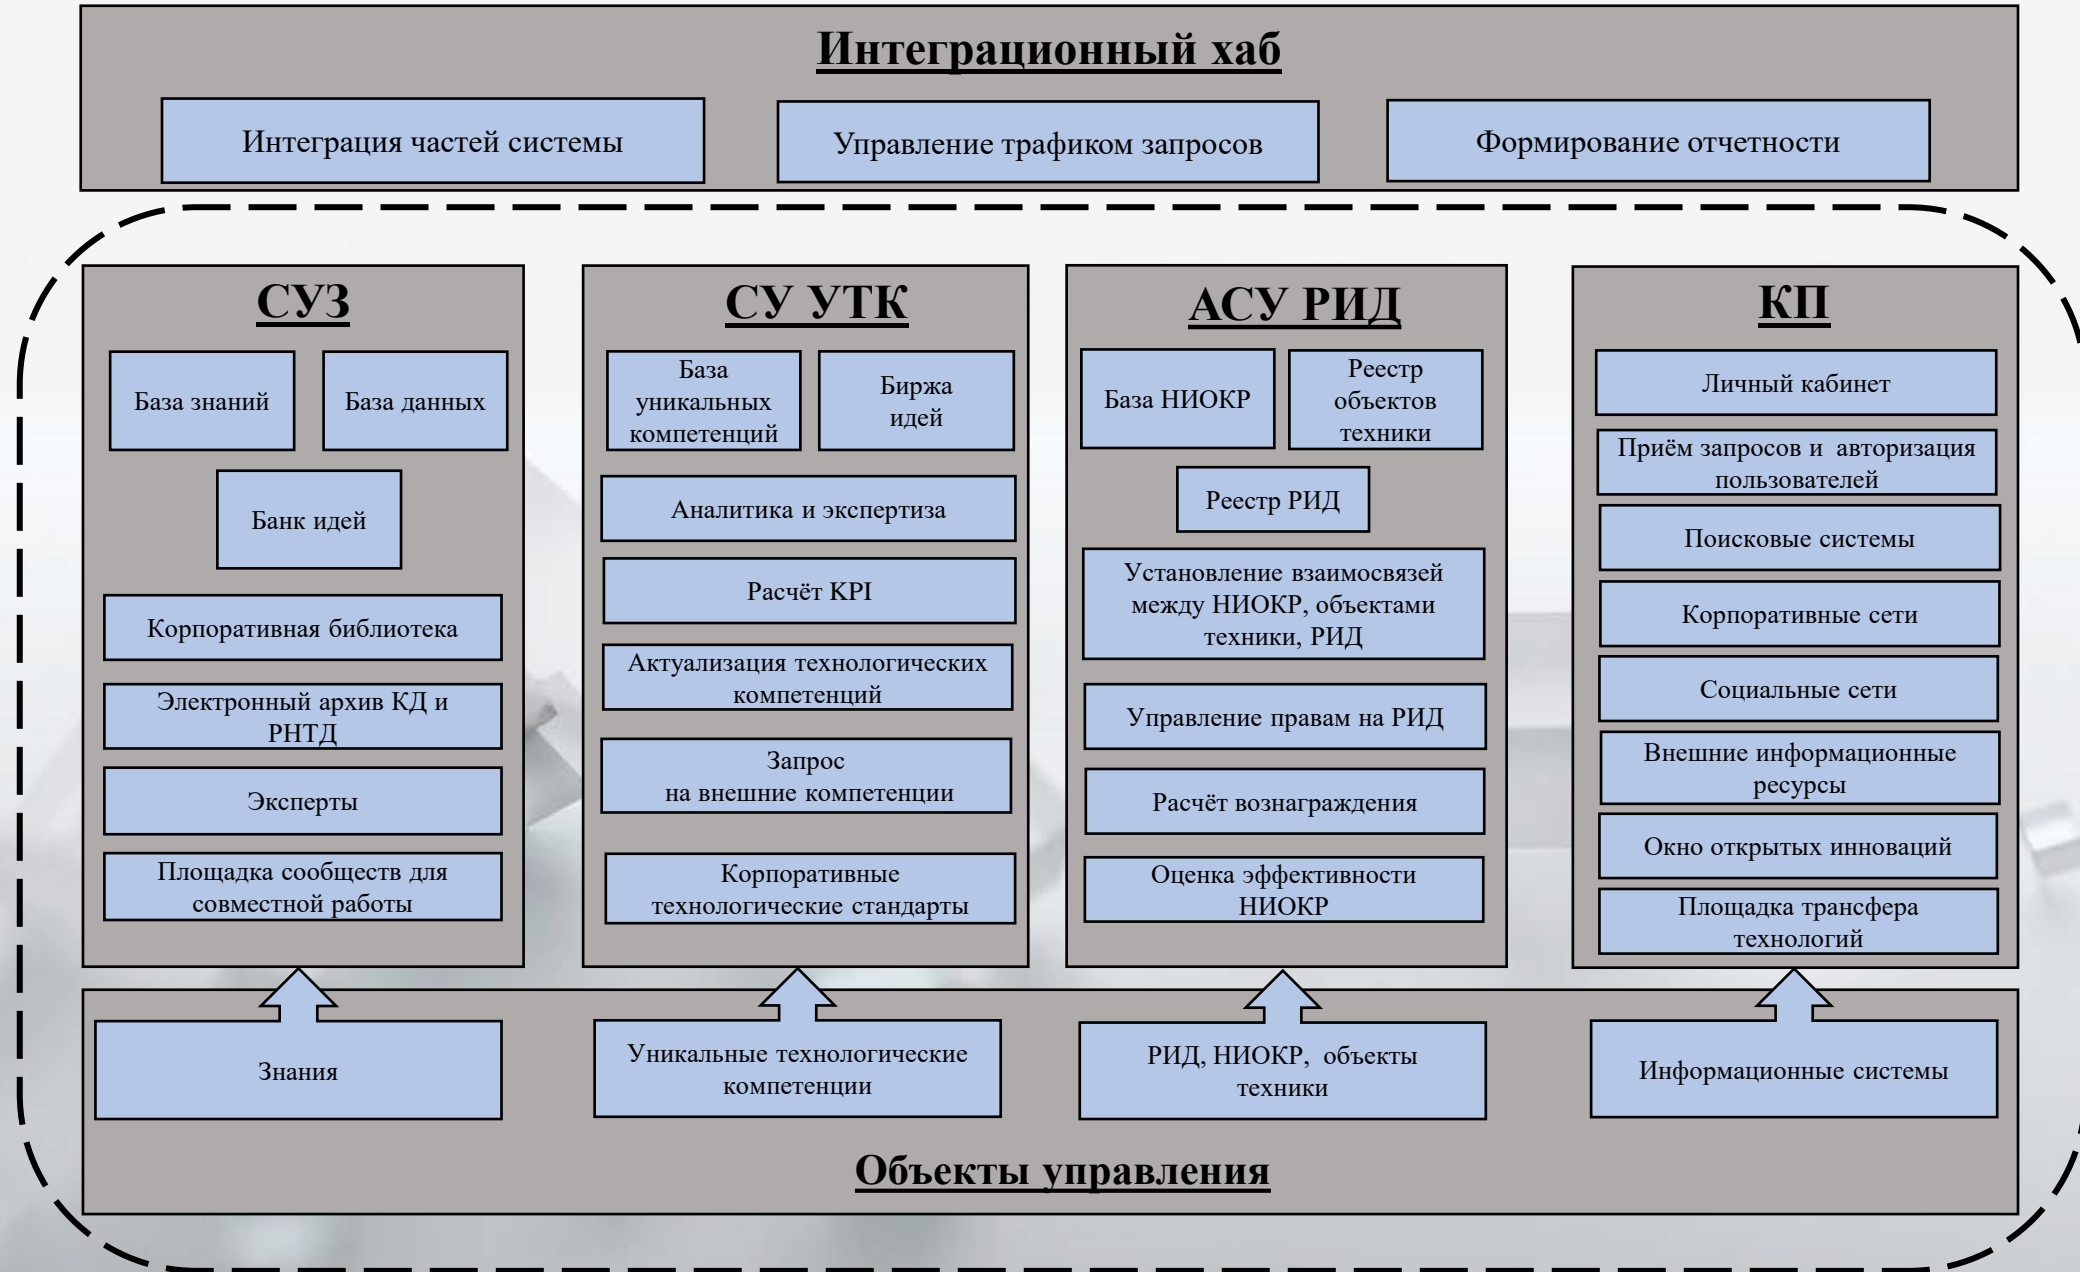 Интеграционный хаб
Интеграция частей системы
Управление трафиком запросов
Формирование отчетности
СУЗ
База знаний
База данных
Банк идей
Корпоративная библиотека
Электронный архив КД и
РНТД
Эксперты
Площадка сообществ для
совместной работы
СУ УТК
База
уникальных
компетенций
Биржа
идей
Аналитика и экспертиза
Расчёт KPI
Актуализация технологических
компетенций
Запрос
на внешние компетенции
Корпоративные
технологические стандарты
АСУ РИД
База НИОКР
Реестр
объектов
техники
Реестр РИД
Установление взаимосвязей
между НИОКР, объектами
техники, РИД
Управление правам на РИД
Расчёт вознаграждения
Оценка эффективности
НИОКР
КП
Личный кабинет
Приём запросов и авторизация
пользователей
Поисковые системы
Корпоративные сети
Социальные сети
Внешние информационные
ресурсы
Окно открытых инноваций
Площадка трансфера
технологий
Знания
Уникальные технологические
компетенции
РИД, НИОКР, объекты
техники
Информационные системы
Объекты управления